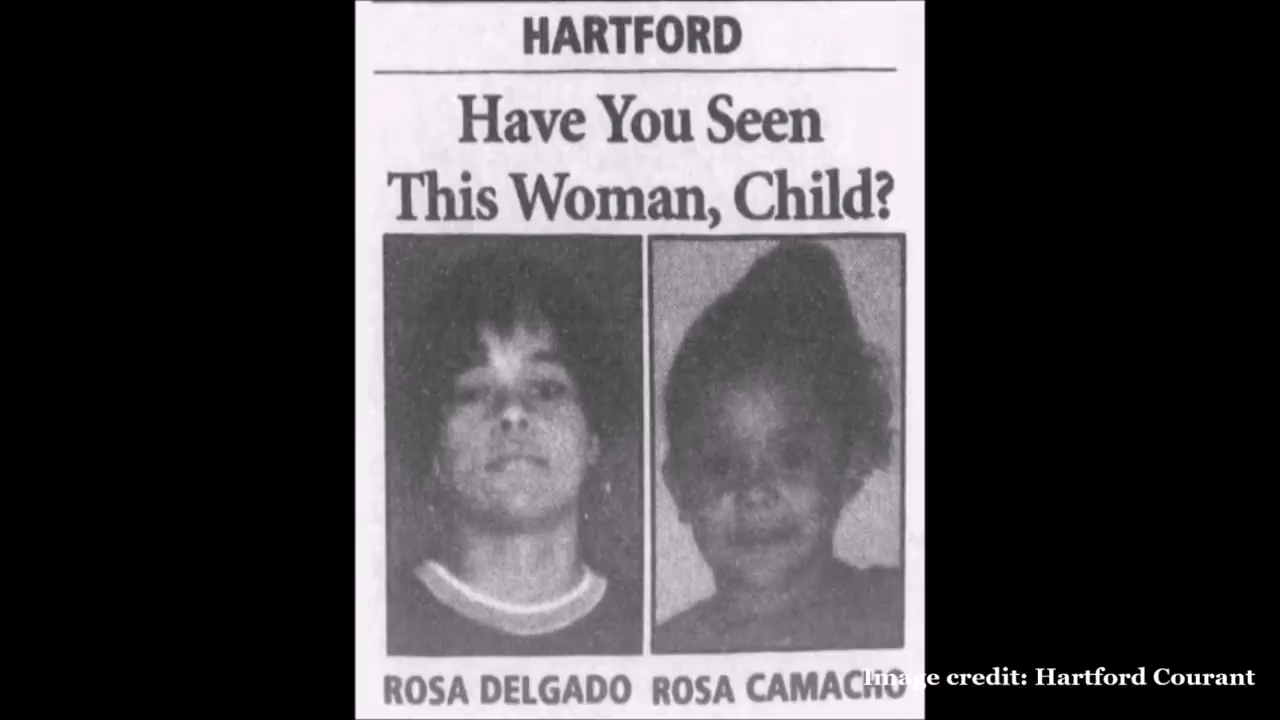 HARTFORD
Have You Seen
This Woman, Child?
ROSA DELGADO ROSA CAMACHO
Image credit: Hartford Courant